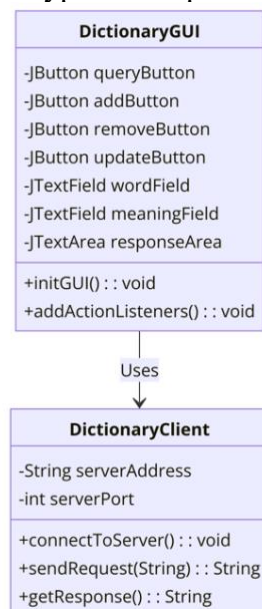 DictionaryGUI
-JButton queryButton
-JButton addButton
-JButton removeButton
-JButton updateButton
-JTextField wordField
-JTextField meaningField
-JTextArea responseArea
+initGUI() : : void
+addActionListeners() : : void
Uses
DictionaryClient
-String serverAddress
-int serverPort
+connectToServer() : : void
+sendRequest(String) : : String
+getResponse() : : String